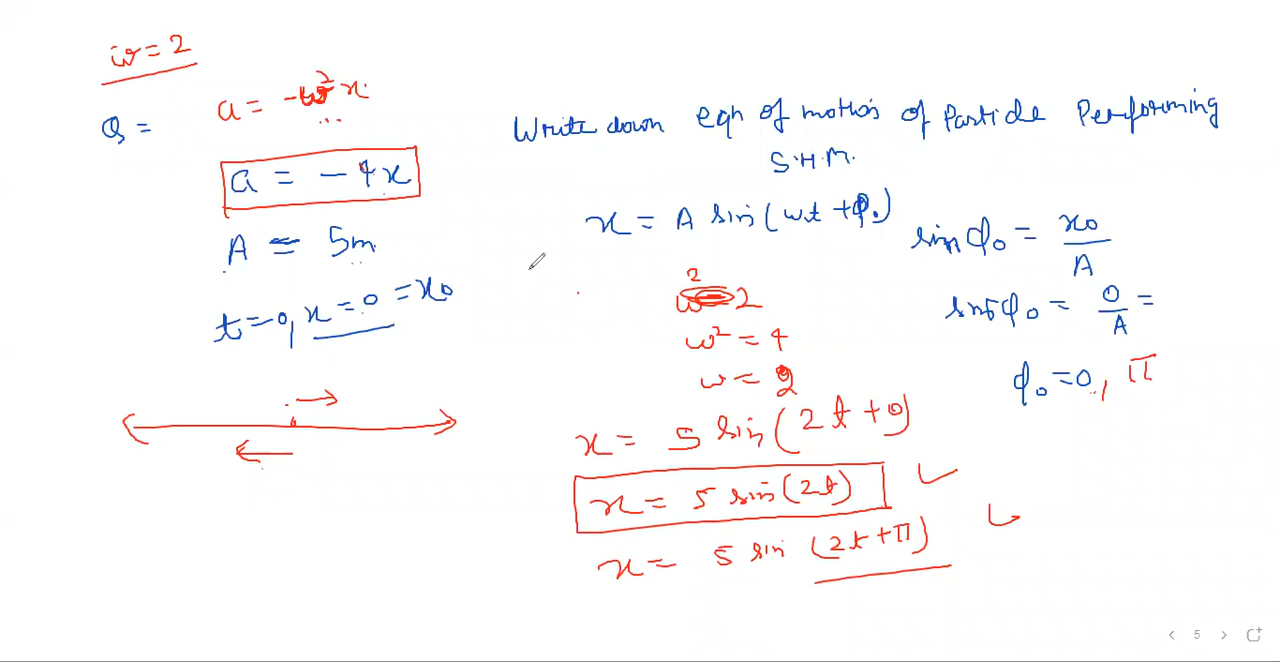 ω = 2
a = -ω²x
Q =
a = - 4x
A = 5m
t=0, x = 0 = x₀
Write down eqn of motion of Particle Performing
S.H.M.
x = A sin(ωt + φ₀)
sin φ₀ = x₀/A
sin φ₀ = 0/A =
φ₀ = 0, π
ω² = 4
ω = 2
x = 5 sin(2t + 0)
x = 5 sin(2t)
x = 5 sin (2t+π)
5